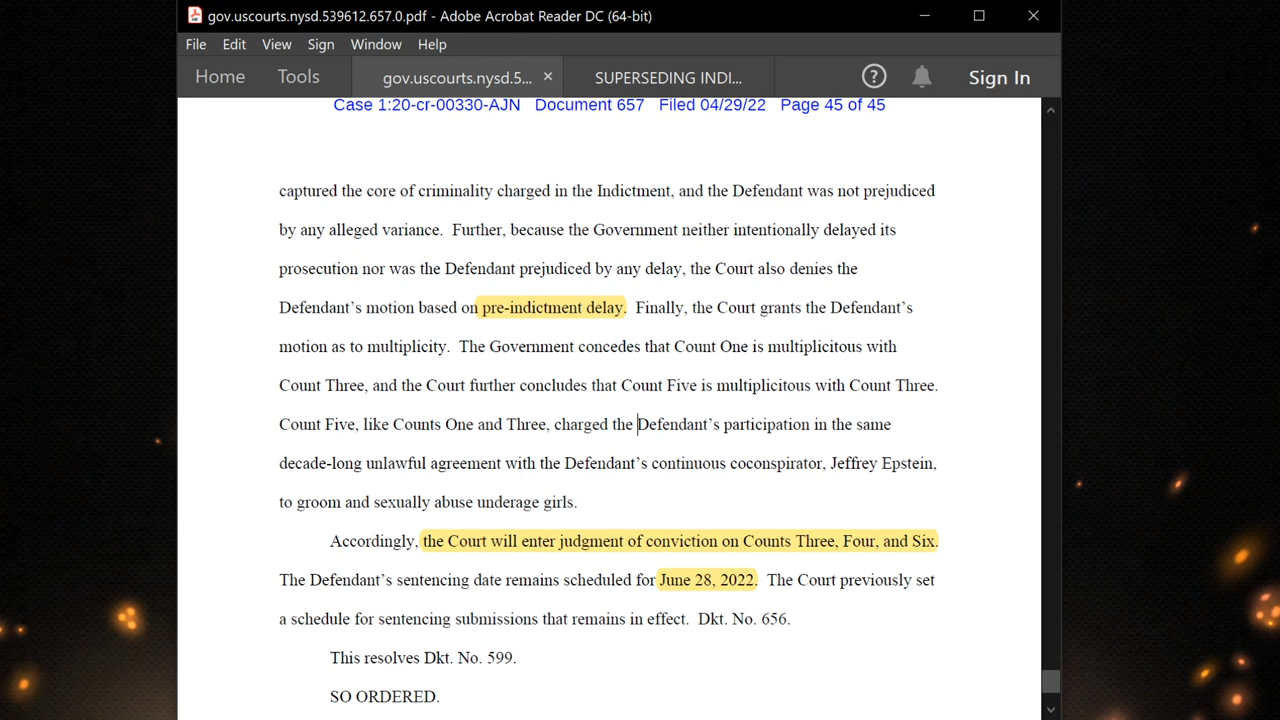 gov.uscourts.nysd.539612.657.0.pdf - Adobe Acrobat Reader DC (64-bit)
File Edit View Sign Window Help
Home Tools gov.uscourts.nysd.5... × SUPERSEDING INDI... ? Sign In
Case 1:20-cr-00330-AJN Document 657 Filed 04/29/22 Page 45 of 45
captured the core of criminality charged in the Indictment, and the Defendant was not prejudiced
by any alleged variance. Further, because the Government neither intentionally delayed its
prosecution nor was the Defendant prejudiced by any delay, the Court also denies the
Defendant's motion based on pre-indictment delay. Finally, the Court grants the Defendant's
motion as to multiplicity. The Government concedes that Count One is multiplicitous with
Count Three, and the Court further concludes that Count Five is multiplicitous with Count Three.
Count Five, like Counts One and Three, charged the Defendant's participation in the same
decade-long unlawful agreement with the Defendant's continuous coconspirator, Jeffrey Epstein,
to groom and sexually abuse underage girls.
Accordingly, the Court will enter judgment of conviction on Counts Three, Four, and Six.
The Defendant's sentencing date remains scheduled for June 28, 2022. The Court previously set
a schedule for sentencing submissions that remains in effect. Dkt. No. 656.
This resolves Dkt. No. 599.
SO ORDERED.